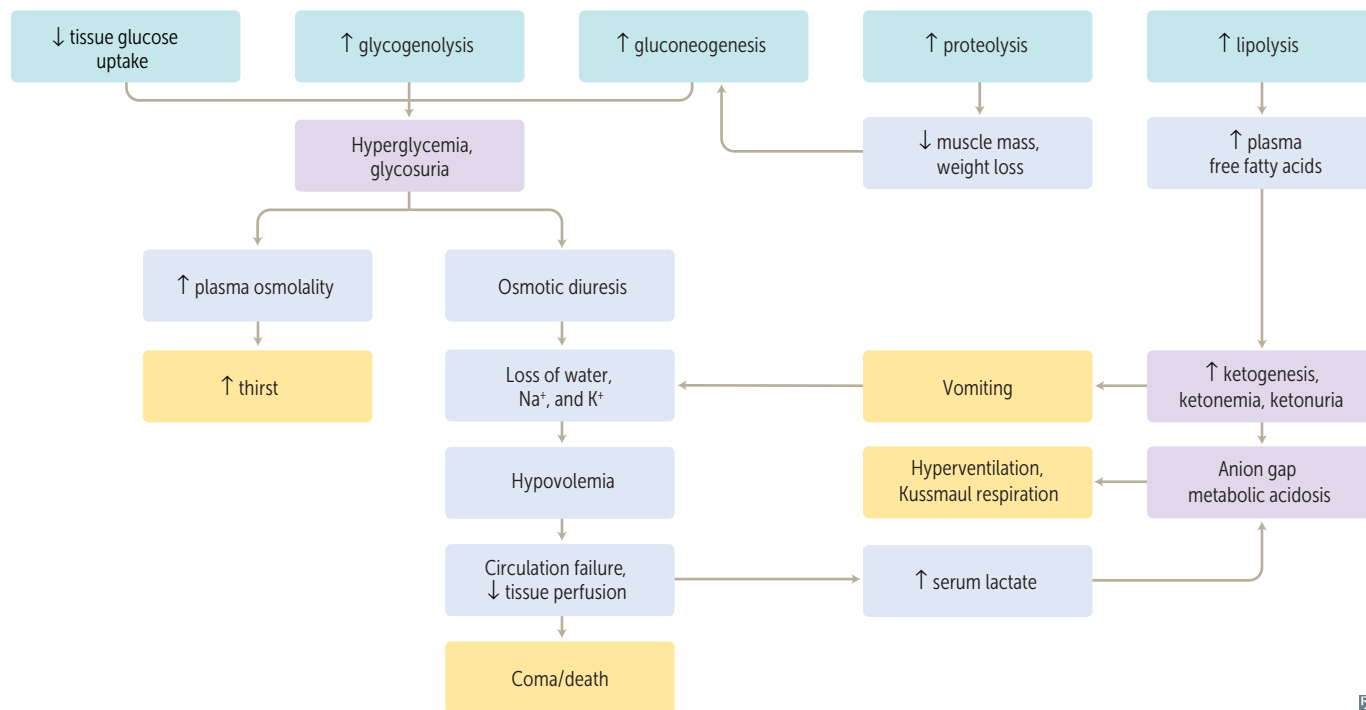 ↓ tissue glucose
uptake
↑ glycogenolysis
↑ gluconeogenesis
↑ proteolysis
↑ lipolysis
Hyperglycemia,
glycosuria
↓ muscle mass,
weight loss
↑ plasma
free fatty acids
↑ plasma osmolality
Osmotic diuresis
↑ thirst
Loss of water,
Na⁺, and K⁺
Vomiting
↑ ketogenesis,
ketonemia, ketonuria
Hypovolemia
Hyperventilation,
Kussmaul respiration
Anion gap
metabolic acidosis
Circulation failure,
↓ tissue perfusion
↑ serum lactate
Coma/death